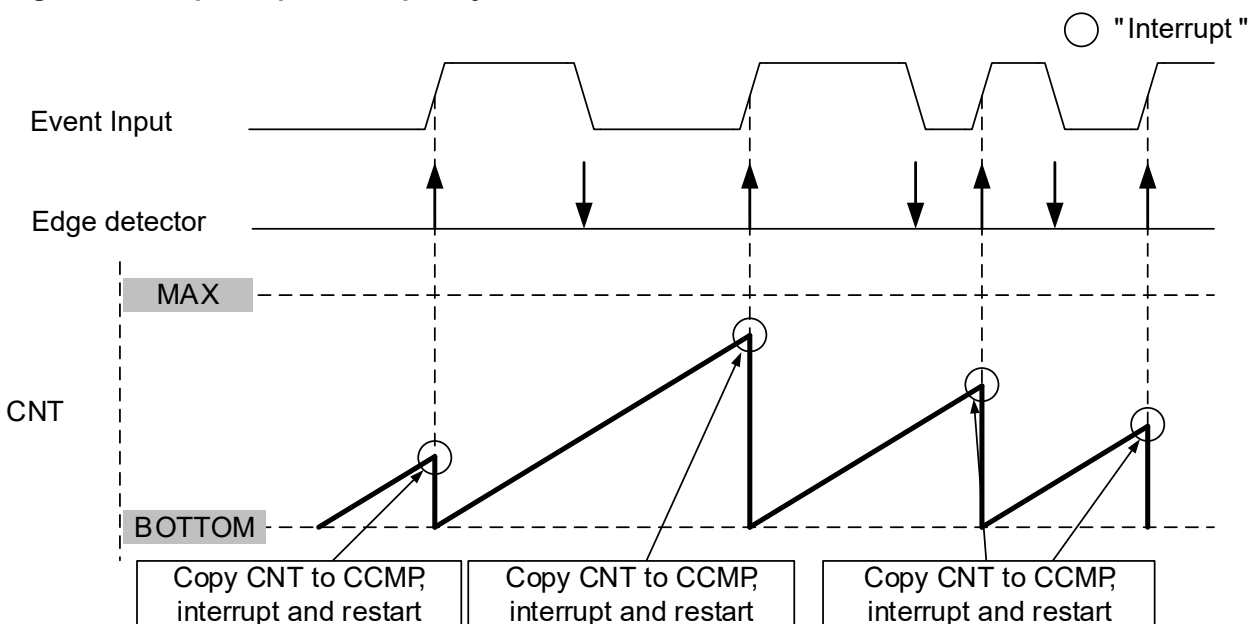 "Interrupt"
Event Input
Edge detector
MAX
CNT
BOTTOM
Copy CNT to CCMP,
interrupt and restart
Copy CNT to CCMP,
interrupt and restart
Copy CNT to CCMP,
interrupt and restart